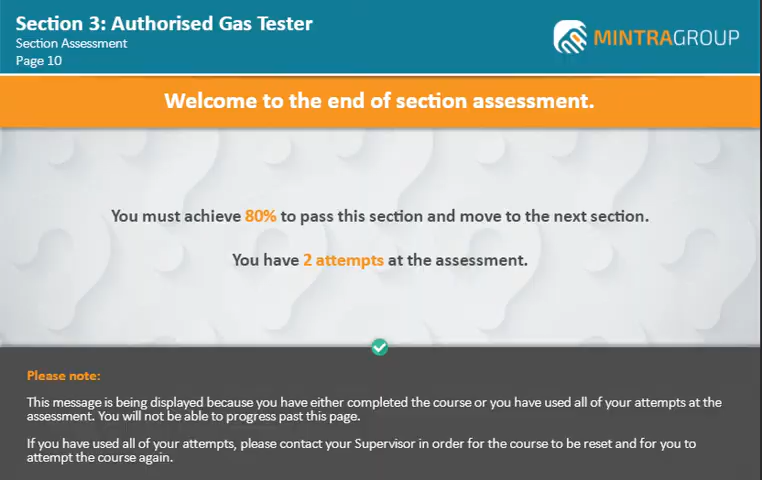 Section 3: Authorised Gas Tester
Section Assessment
Page 10
MINTRAGROUP
Welcome to the end of section assessment.
You must achieve 80% to pass this section and move to the next section.
You have 2 attempts at the assessment.
Please note:
This message is being displayed because you have either completed the course or you have used all of your attempts at the
assessment. You will not be able to progress past this page.
If you have used all of your attempts, please contact your Supervisor in order for the course to be reset and for you to
attempt the course again.